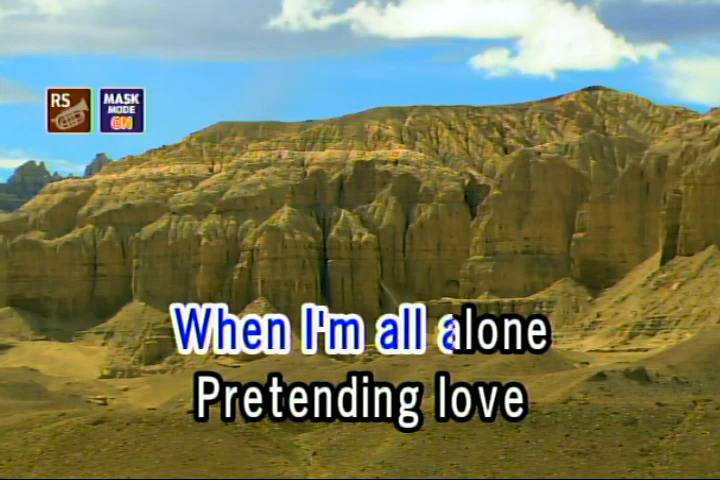 RS
MASK
MODE
ON
When I'm all alone
Pretending love